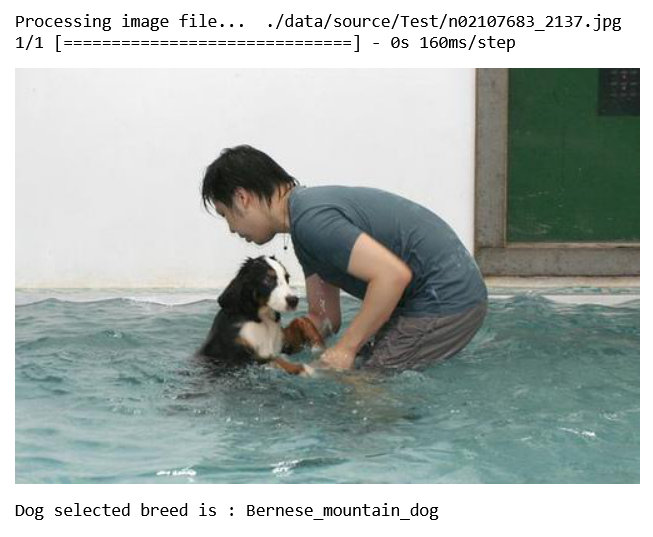 Processing image file...  ./data/source/Test/n02107683_2137.jpg
1/1 [==============================] - 0s 160ms/step
Dog selected breed is : Bernese_mountain_dog